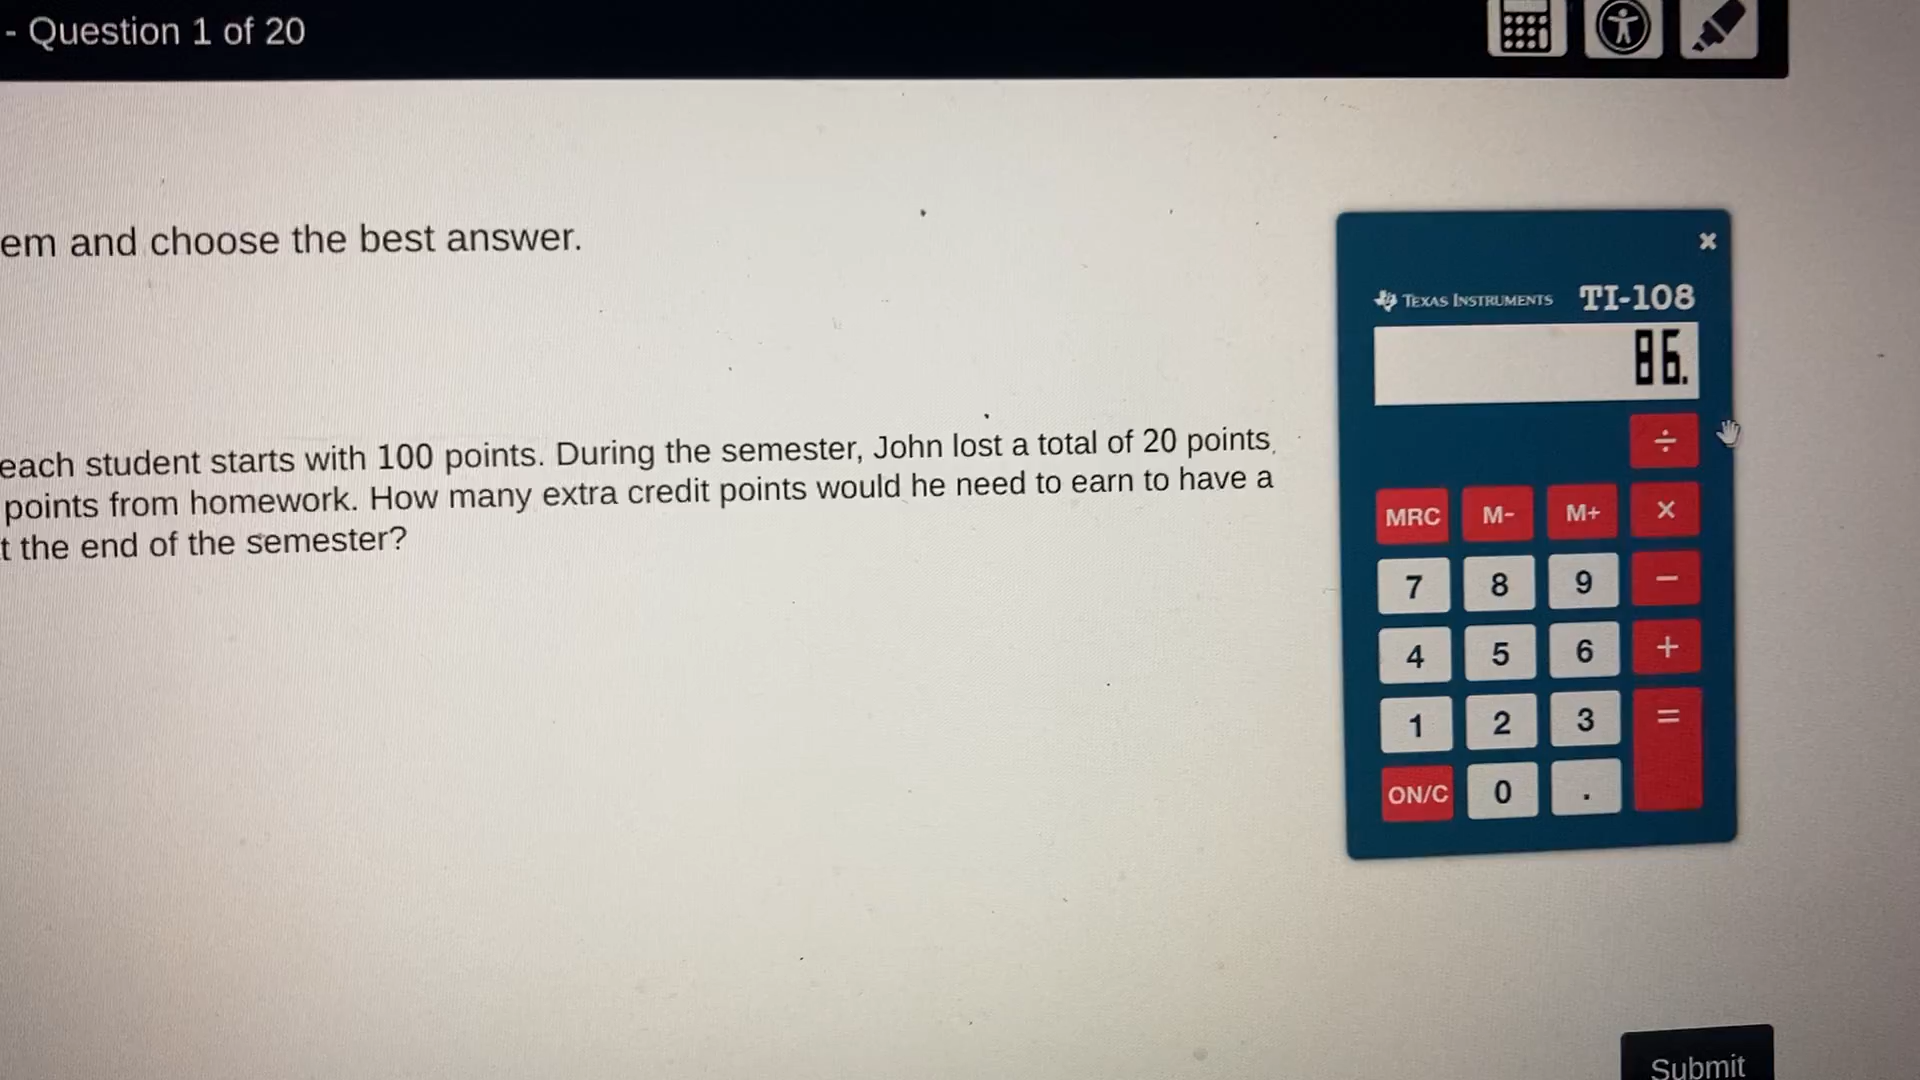 - Question 1 of 20
em and choose the best answer.
each student starts with 100 points. During the semester, John lost a total of 20 points,
points from homework. How many extra credit points would he need to earn to have a
t the end of the semester?
×
TEXAS INSTRUMENTS TI-108
86.
÷
MRC M- M+ ×
7 8 9 −
4 5 6 +
1 2 3 =
ON/C 0 .
Submit